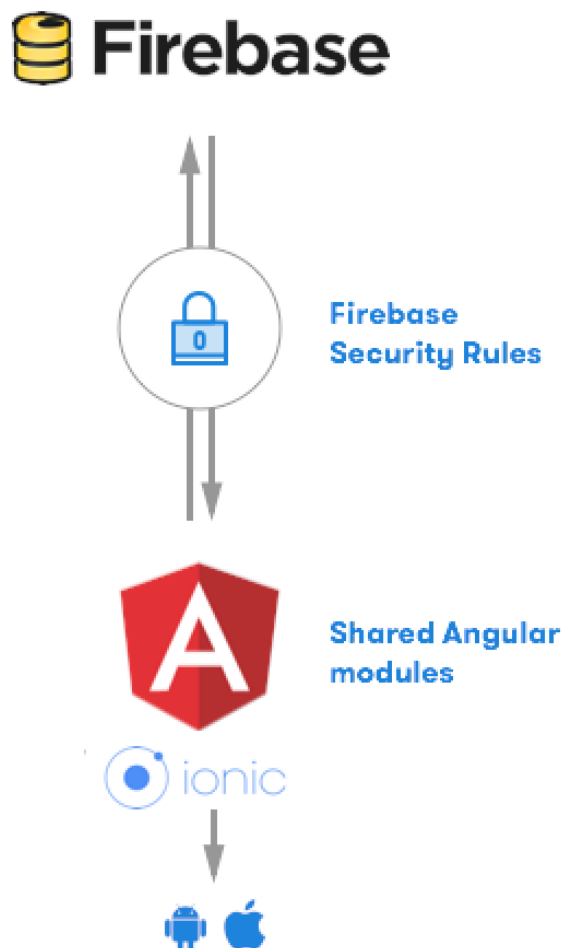 Firebase
Firebase
Security Rules
0
Shared Angular
modules
A
ionic